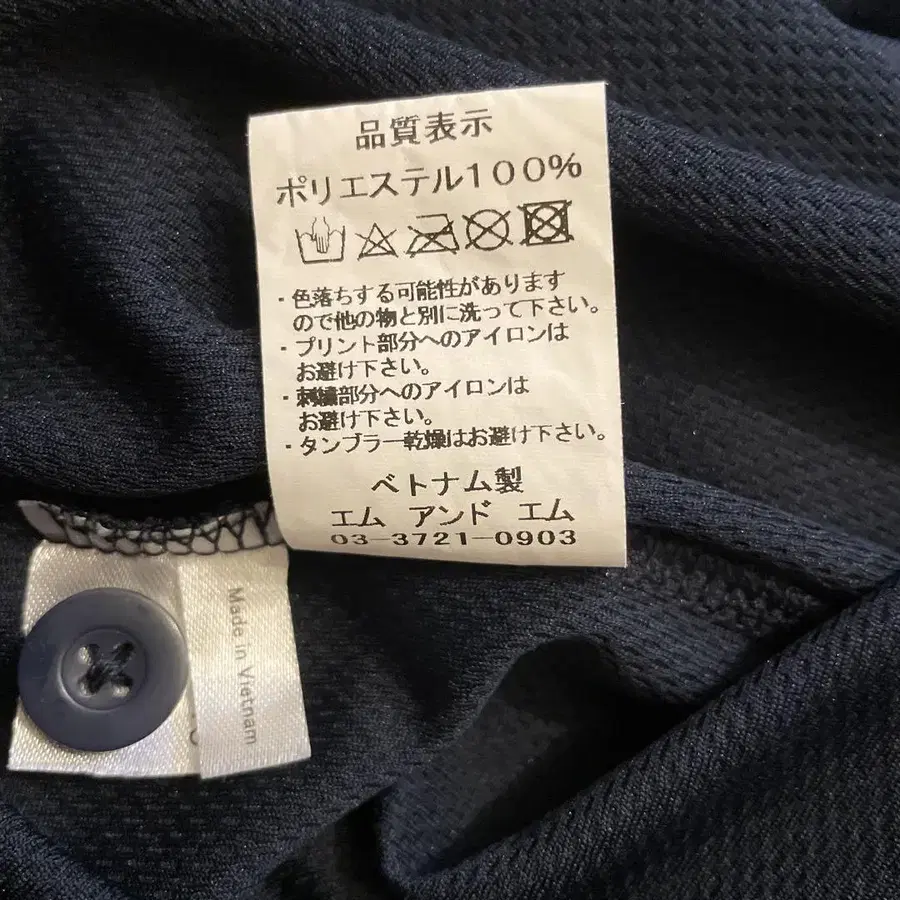 品質表示
ポリエステル100%
・色落ちする可能性があります
ので他の物と別に洗って下さい。
・プリント部分へのアイロンは
お避け下さい。
・刺繍部分へのアイロンは
お避け下さい。
・タンブラー乾燥はお避け下さい。
ベトナム製
エム アンド エム
03-3721-0903
Made in Vietnam